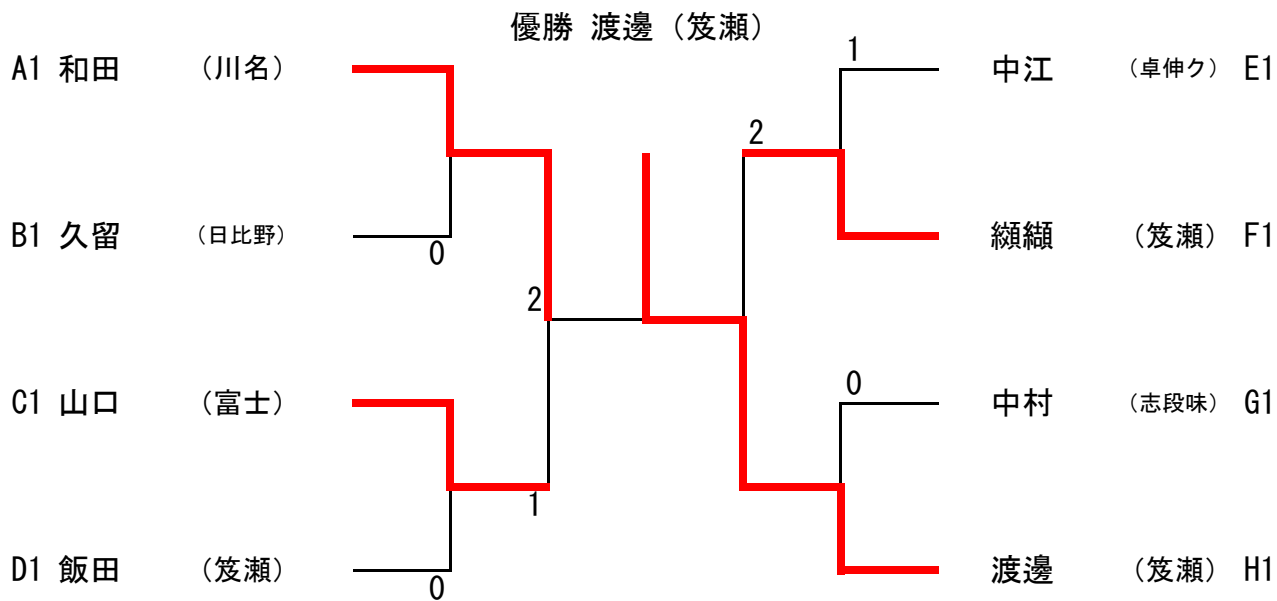 優勝 渡邊（笈瀬）
A1 和田 （川名）
1
中江 （卓伸ク） E1
2
B1 久留 （日比野）
0
纐纈 （笈瀬） F1
2
C1 山口 （富士）
0
中村 （志段味） G1
1
D1 飯田 （笈瀬）
0
渡邊 （笈瀬） H1